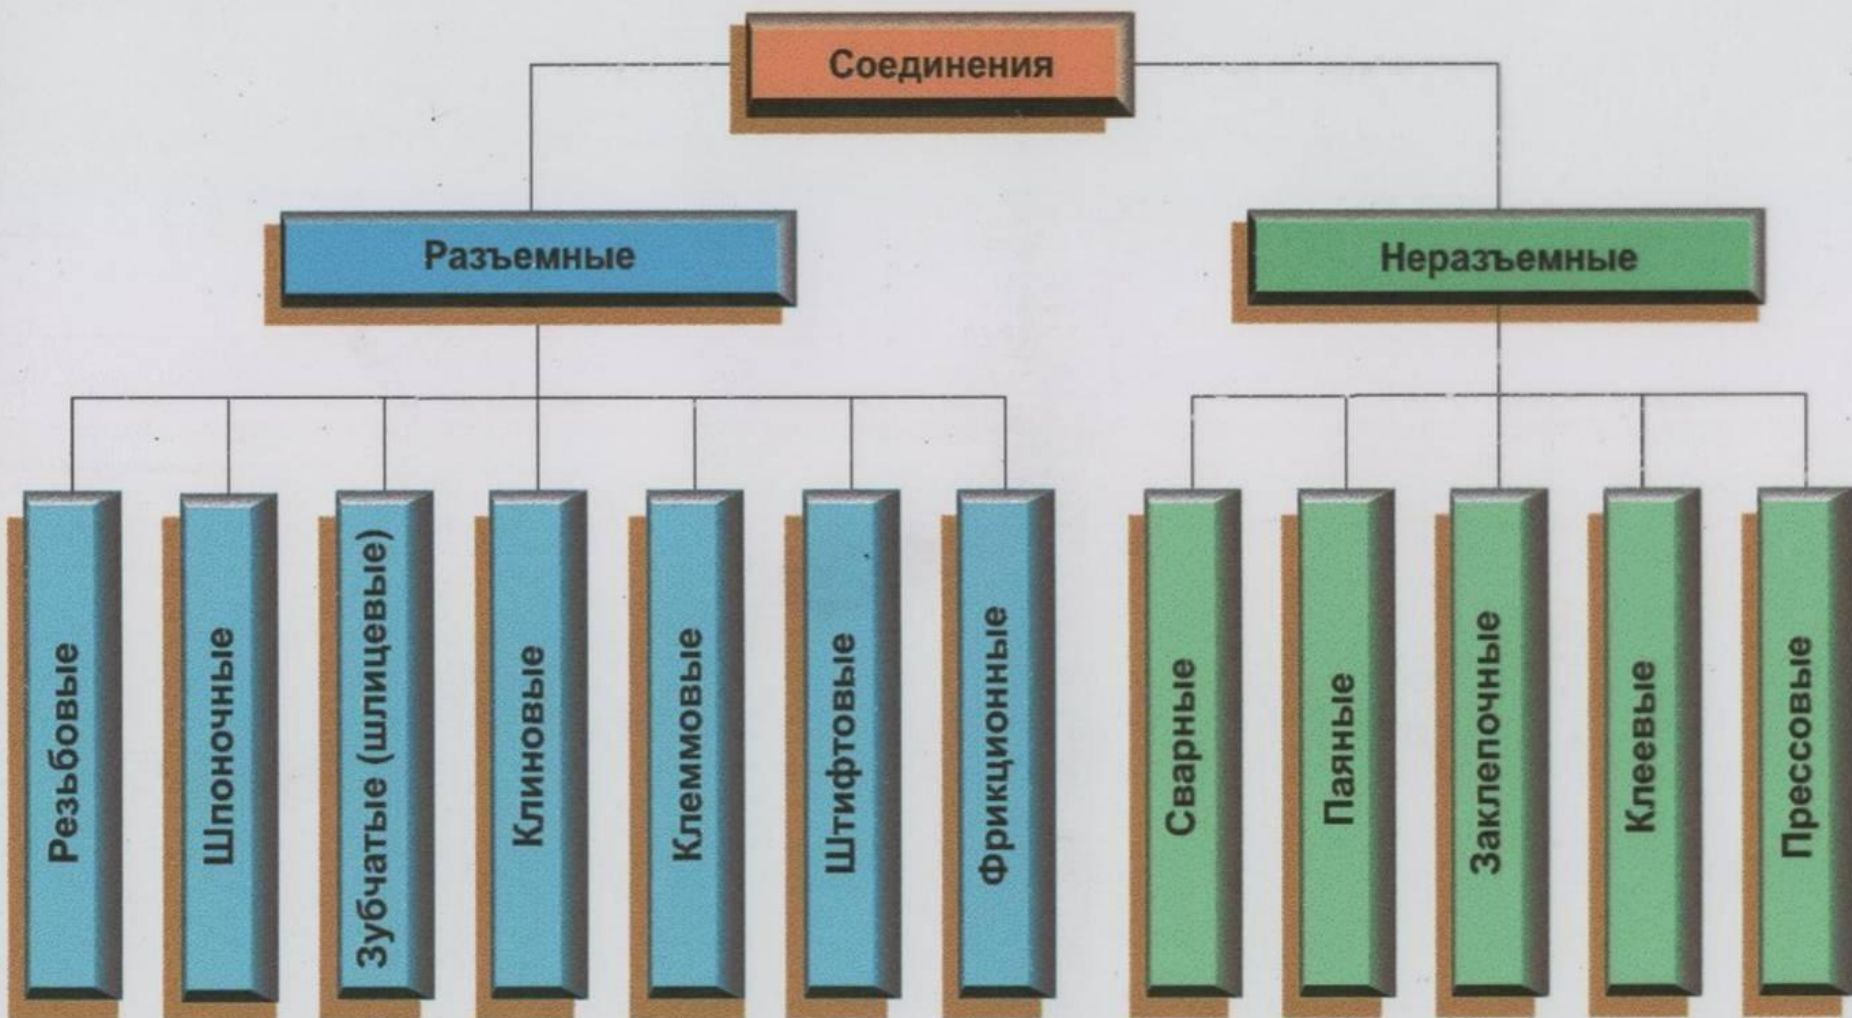 Соединения
Разъемные
Неразъемные
Резьбовые
Шпоночные
Зубчатые (шлицевые)
Клиновые
Клеммовые
Штифтовые
Фрикционные
Сварные
Паяные
Заклепочные
Клеевые
Прессовые